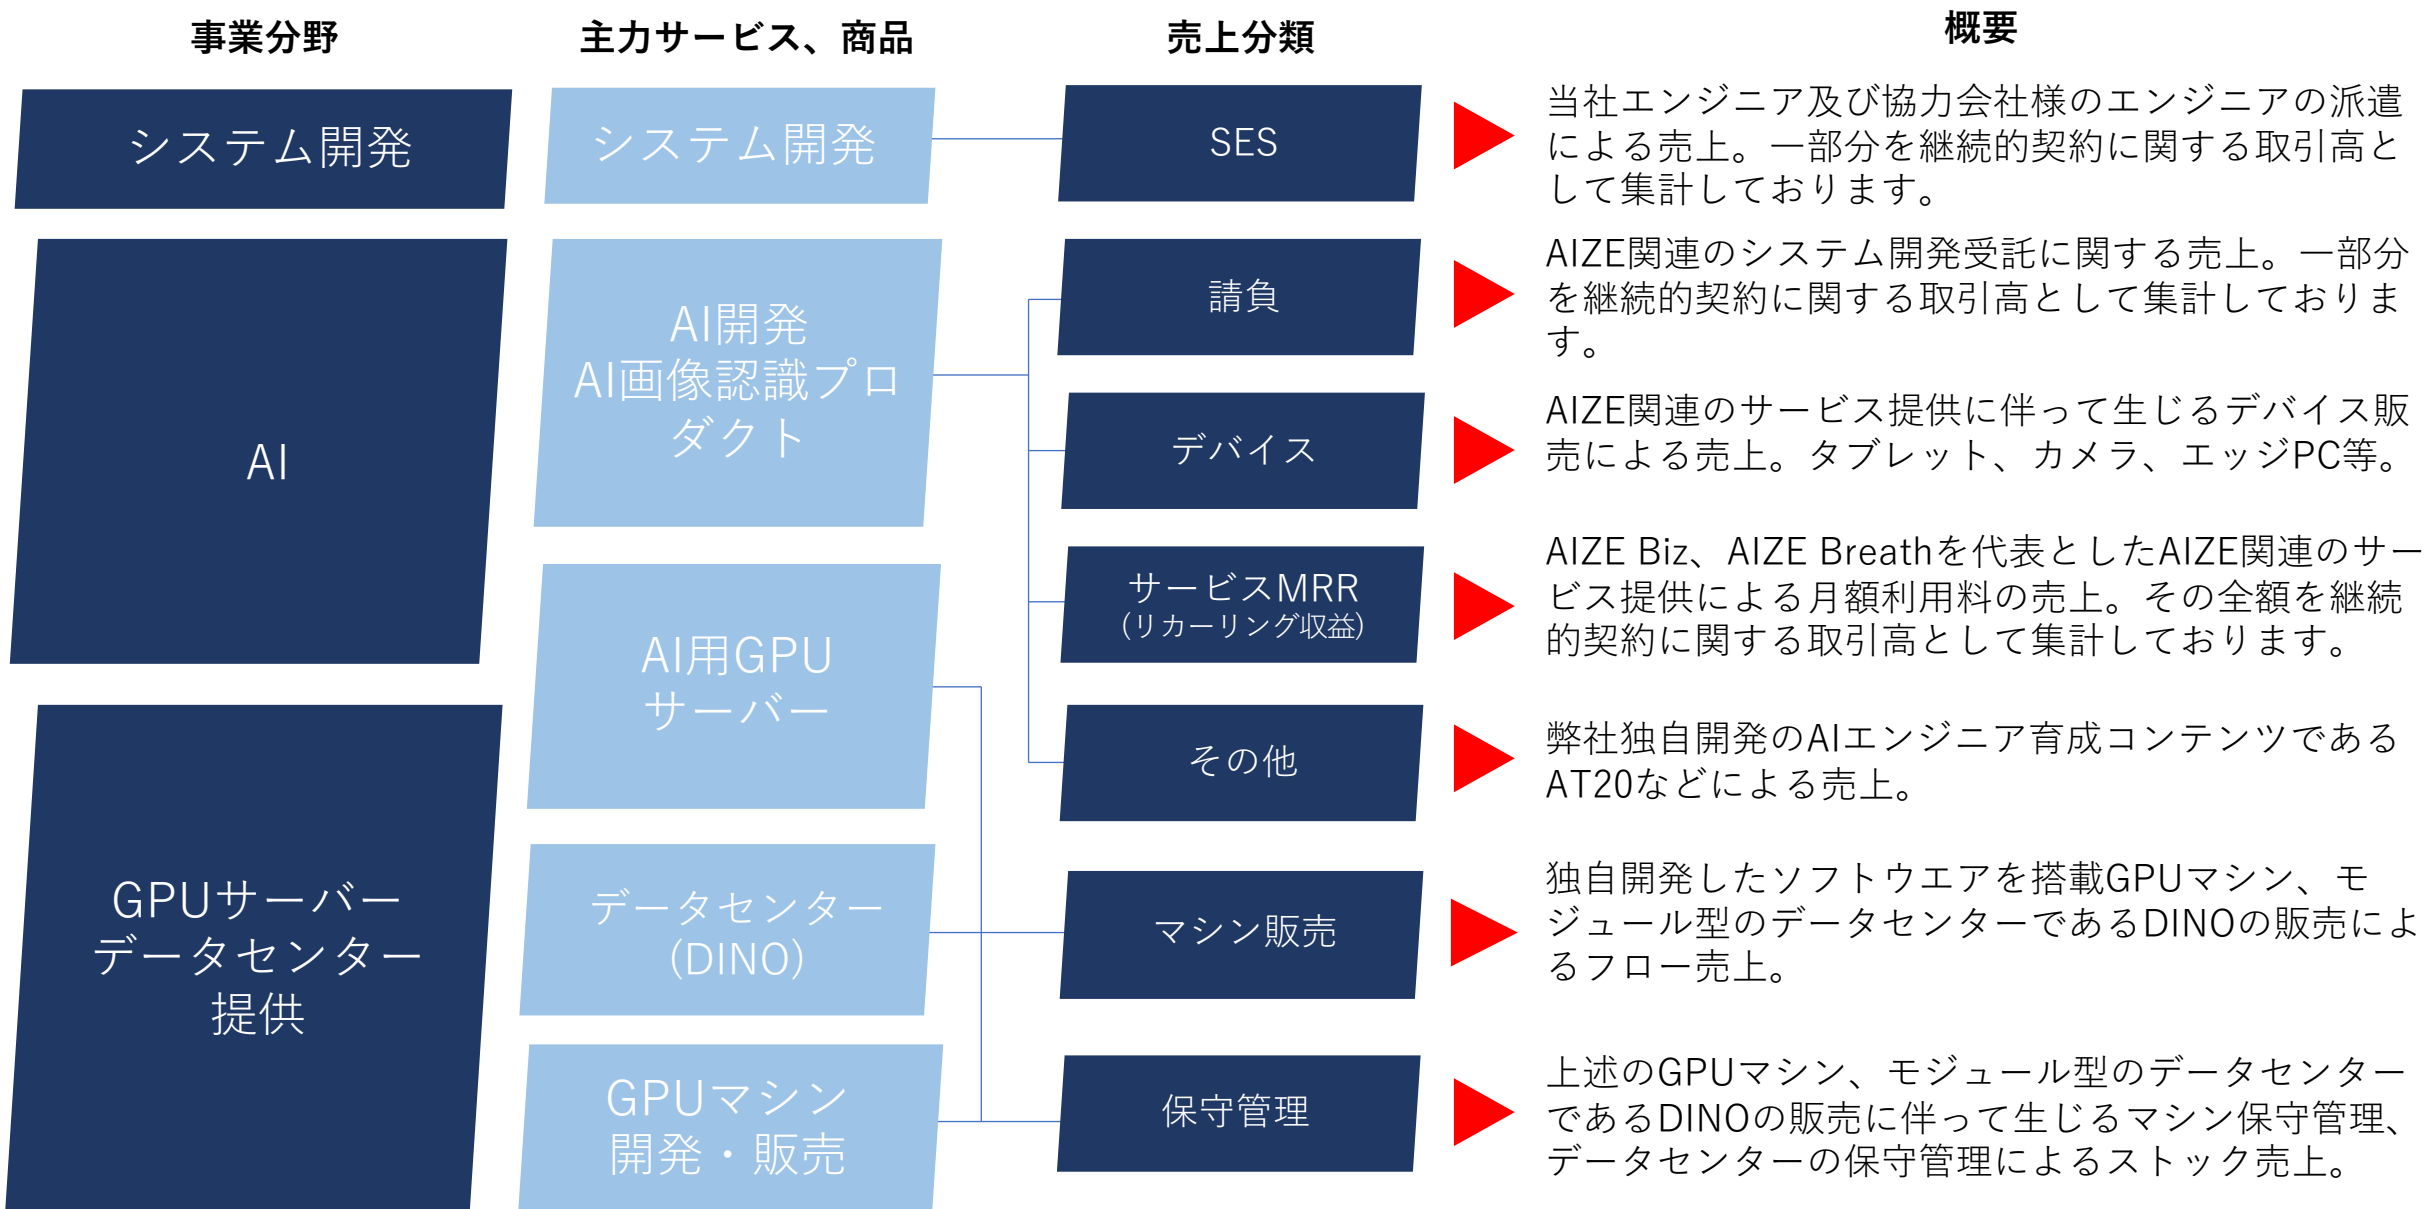 事業分野
主力サービス、商品
売上分類
概要
システム開発
システム開発
SES
当社エンジニア及び協力会社様のエンジニアの派遣
による売上。一部分を継続的契約に関する取引高と
して集計しております。
AI
AI開発
AI画像認識プロ
ダクト
請負
AIZE関連のシステム開発受託に関する売上。一部分
を継続的契約に関する取引高として集計しておりま
す。
デバイス
AIZE関連のサービス提供に伴って生じるデバイス販
売による売上。タブレット、カメラ、エッジPC等。
サービスMRR
(リカーリング収益)
AIZE Biz、AIZE Breathを代表としたAIZE関連のサー
ビス提供による月額利用料の売上。その全額を継続
的契約に関する取引高として集計しております。
AI用GPU
サーバー
その他
弊社独自開発のAIエンジニア育成コンテンツである
AT20などによる売上。
GPUサーバー
データセンター
提供
データセンター
(DINO)
マシン販売
独自開発したソフトウエアを搭載GPUマシン、モ
ジュール型のデータセンターであるDINOの販売によ
るフロー売上。
GPUマシン
開発・販売
保守管理
上述のGPUマシン、モジュール型のデータセンター
であるDINOの販売に伴って生じるマシン保守管理、
データセンターの保守管理によるストック売上。